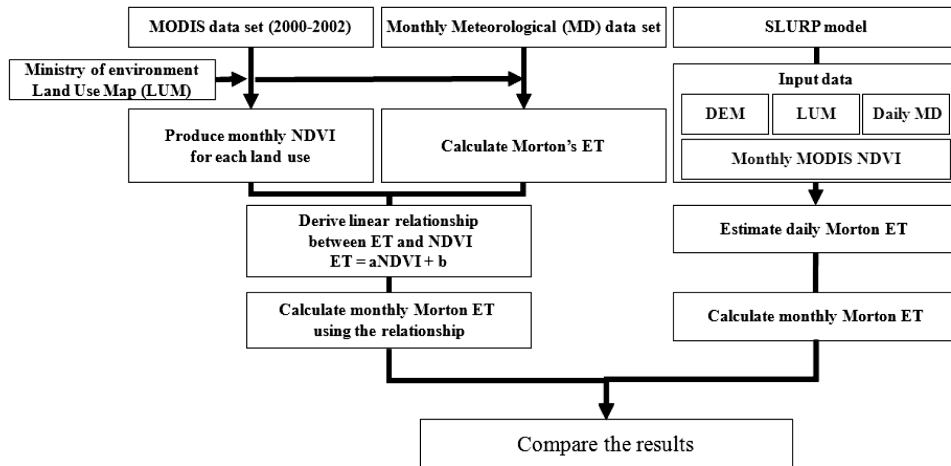 MODIS data set (2000-2002)
Monthly Meteorological (MD) data set
SLURP model
Ministry of environment
Land Use Map (LUM)
Input data
DEM
LUM
Daily MD
Monthly MODIS NDVI
Produce monthly NDVI
for each land use
Calculate Morton's ET
Derive linear relationship
between ET and NDVI
ET = aNDVI + b
Estimate daily Morton ET
Calculate monthly Morton ET
using the relationship
Calculate monthly Morton ET
Compare the results